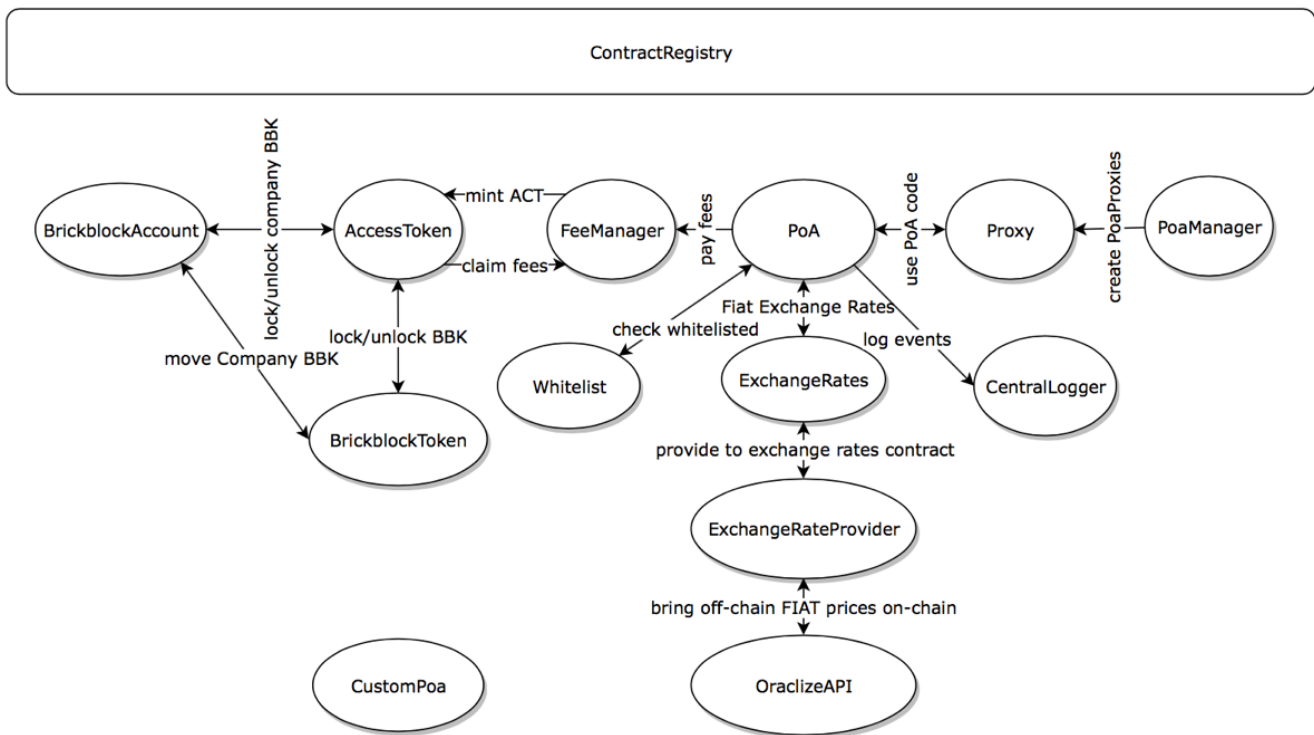 ContractRegistry
lock/unlock company BBK
mint ACT
BrickblockAccount
AccessToken
FeeManager
pay fees
PoA
use PoA code
Proxy
create PoaProxies
PoaManager
claim fees
Fiat Exchange Rates
check whitelisted
lock/unlock BBK
log events
move Company BBK
Whitelist
ExchangeRates
CentralLogger
BrickblockToken
provide to exchange rates contract
ExchangeRateProvider
bring off-chain FIAT prices on-chain
CustomPoa
OraclizeAPI